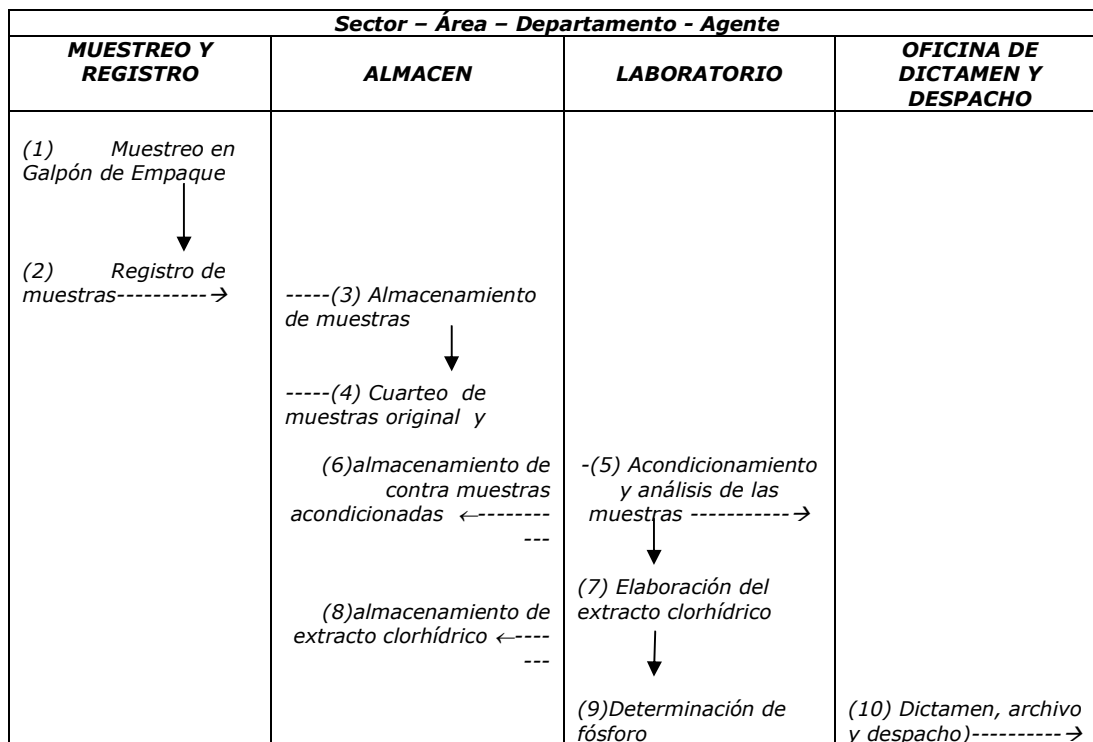 Sector – Área – Departamento - Agente
MUESTREO Y
REGISTRO
ALMACEN
LABORATORIO
OFICINA DE
DICTAMEN Y
DESPACHO
(1) Muestreo en
Galpón de Empaque
(2) Registro de
muestras----------→
-----(3) Almacenamiento
de muestras
-----(4) Cuarteo de
muestras original y
(6)almacenamiento de
contra muestras
acondicionadas ←--------
---
-(5) Acondicionamiento
y análisis de las
muestras -----------→
(7) Elaboración del
extracto clorhídrico
(8)almacenamiento de
extracto clorhídrico ←----
---
(9)Determinación de
fósforo
(10) Dictamen, archivo
y despacho)----------→